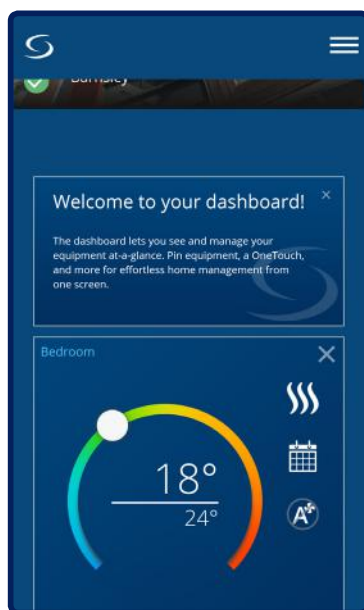 Barnsley
Welcome to your dashboard!
The dashboard lets you see and manage your
equipment at-a-glance. Pin equipment, a OneTouch,
and more for effortless home management from
one screen.
Bedroom
18°
24°
A